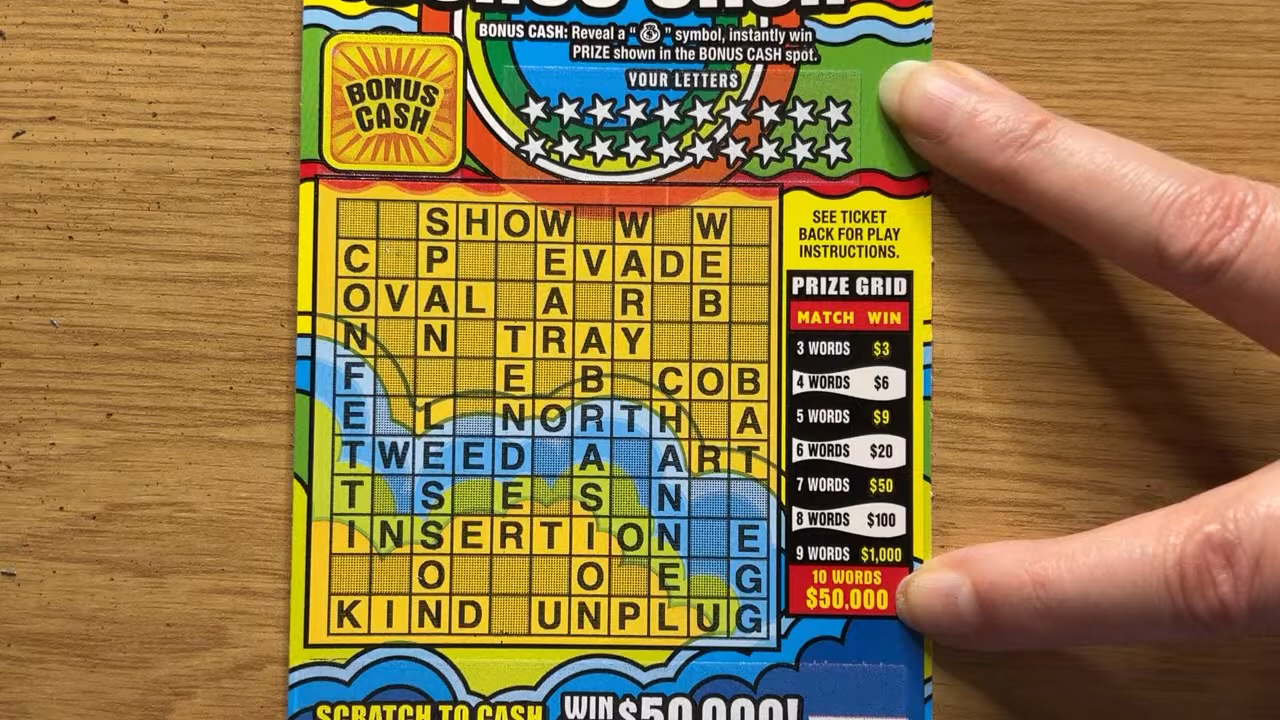 BONUS CASH
BONUS CASH: Reveal a " " symbol, instantly win
PRIZE shown in the BONUS CASH spot.
YOUR LETTERS
BONUS
CASH
SHOW W W
C P EVADE
OVAL A R B
N N TRAY
F E B COB
E L NORTH A
TWEED A ART
T S E S N
INSERTION E
O O E G
KIND UNPLUG
SEE TICKET
BACK FOR PLAY
INSTRUCTIONS.
PRIZE GRID
MATCH WIN
3 WORDS $3
4 WORDS $6
5 WORDS $9
6 WORDS $20
7 WORDS $50
8 WORDS $100
9 WORDS $1,000
10 WORDS
$50,000
SCRATCH TO CASH
WIN $50,000!